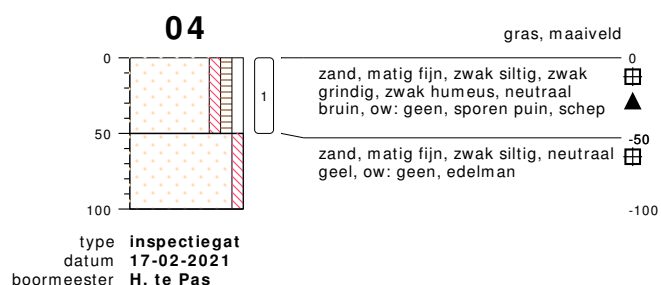 04
gras, maaiveld
0
0
zand, matig fijn, zwak siltig, zwak
grindig, zwak humeus, neutraal
bruin, ow: geen, sporen puin, schep
1
50
-50
zand, matig fijn, zwak siltig, neutraal
geel, ow: geen, edelman
100
-100
type inspectiegat
datum 17-02-2021
boormeester H. te Pas